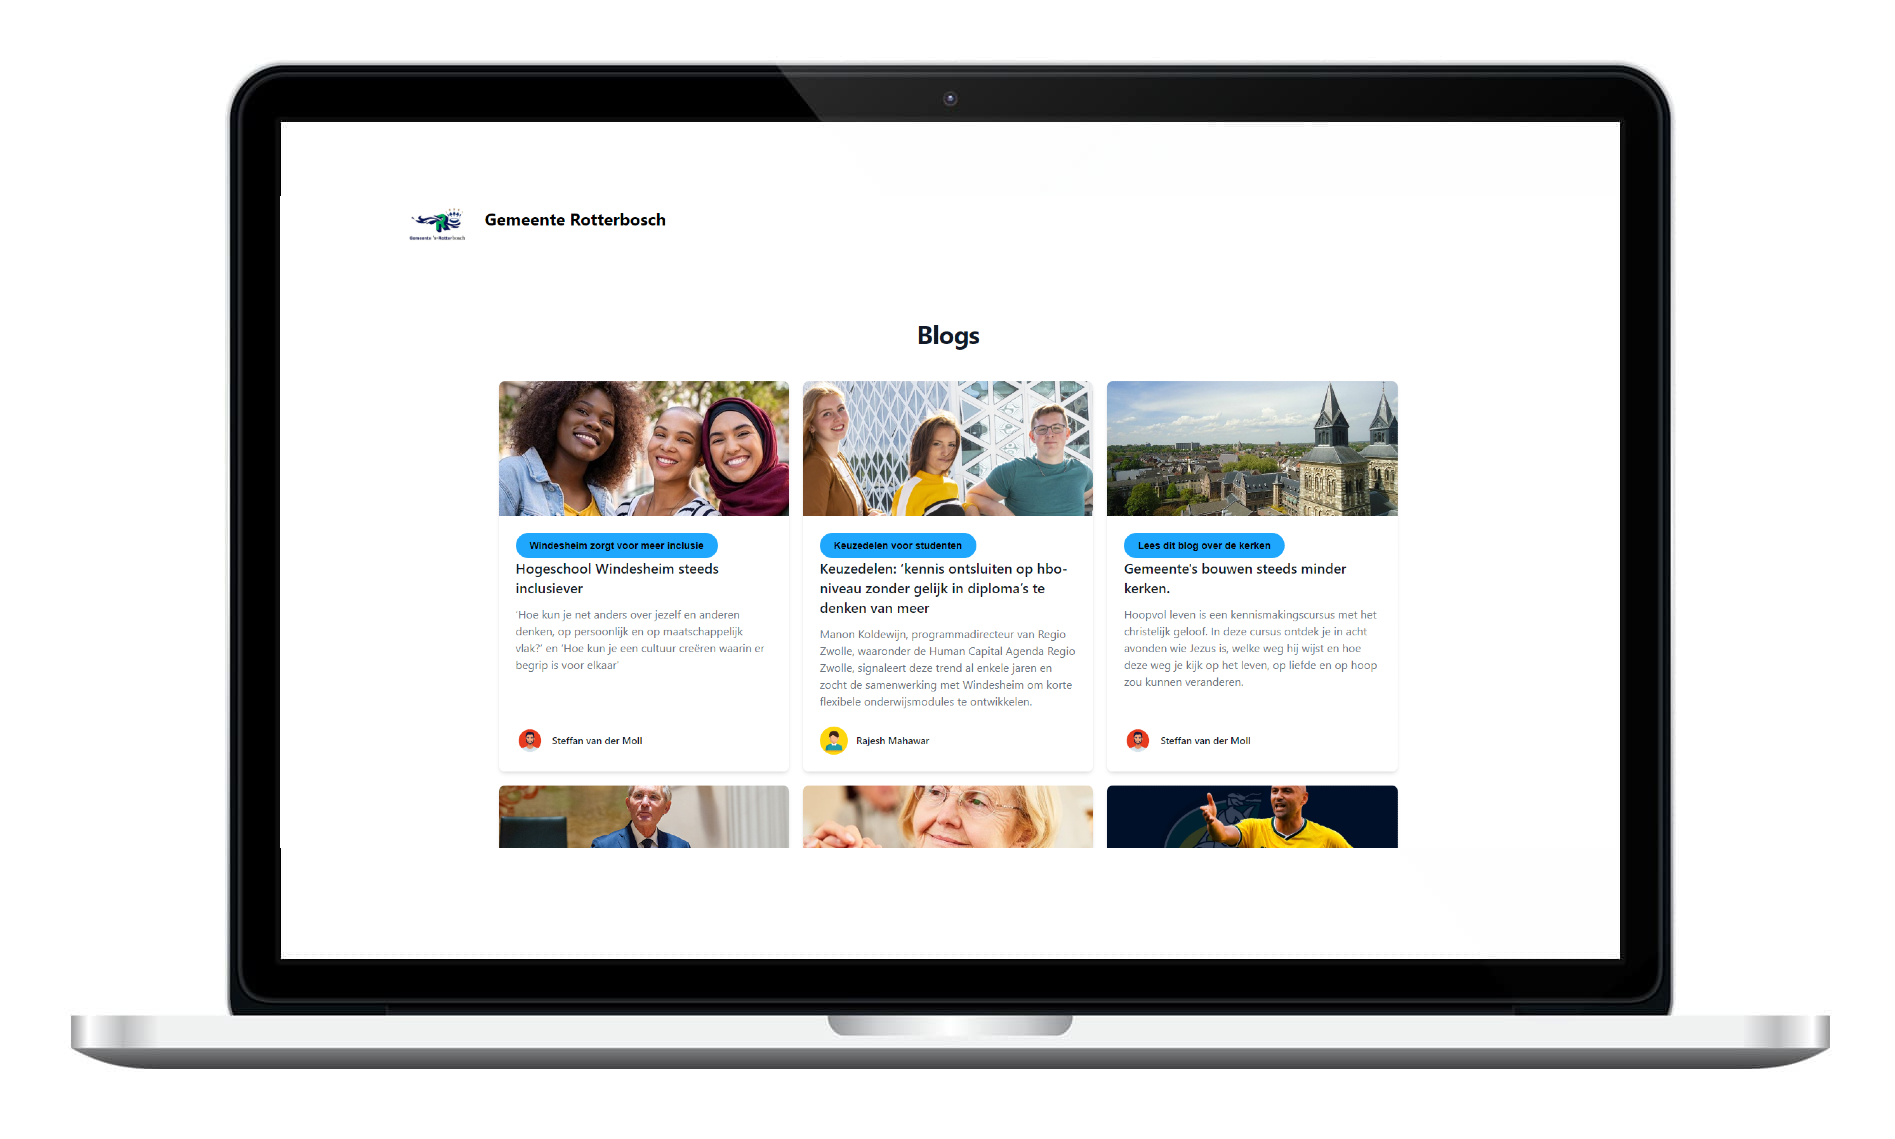 Gemeente 's-Rotterbosch
Gemeente Rotterbosch
Blogs
Windesheim zorgt voor meer inclusie
Hogeschool Windesheim steeds
inclusiever
'Hoe kun je net anders over jezelf en anderen
denken, op persoonlijk en op maatschappelijk
vlak?' en 'Hoe kun je een cultuur creëren waarin er
begrip is voor elkaar'
Steffan van der Moll
Keuzedelen voor studenten
Keuzedelen: 'kennis ontsluiten op hbo-
niveau zonder gelijk in diploma's te
denken van meer
Manon Koldewijn, programmadirecteur van Regio
Zwolle, waaronder de Human Capital Agenda Regio
Zwolle, signaleert deze trend al enkele jaren en
zocht de samenwerking met Windesheim om korte
flexibele onderwijsmodules te ontwikkelen.
Rajesh Mahawar
Lees dit blog over de kerken
Gemeente's bouwen steeds minder
kerken.
Hoopvol leven is een kennismakingscursus met het
christelijk geloof. In deze cursus ontdek je in acht
avonden wie Jezus is, welke weg hij wijst en hoe
deze weg je kijk op het leven, op liefde en op hoop
zou kunnen veranderen.
Steffan van der Moll